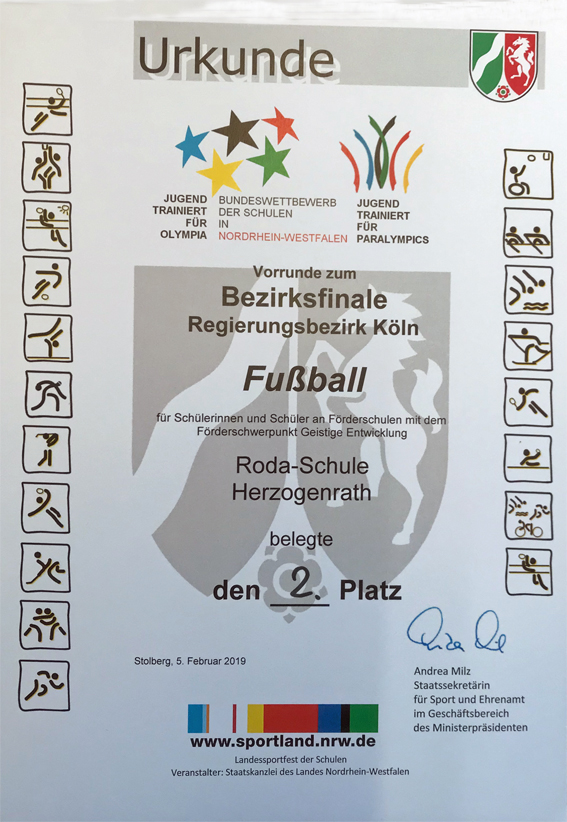 Urkunde
JUGEND
TRAINIERT
FÜR
OLYMPIA
BUNDESWETTBEWERB
DER SCHULEN
IN
NORDRHEIN-WESTFALEN
JUGEND
TRAINIERT
FÜR
PARALYMPICS
Vorrunde zum
Bezirksfinale
Regierungsbezirk Köln
Fußball
für Schülerinnen und Schüler an Förderschulen mit dem
Förderschwerpunkt Geistige Entwicklung
Roda-Schule
Herzogenrath
belegte
den 2. Platz
Stolberg, 5. Februar 2019
Andrea Milz
Staatssekretärin
für Sport und Ehrenamt
im Geschäftsbereich
des Ministerpräsidenten
www.sportland.nrw.de
Landessportfest der Schulen
Veranstalter: Staatskanzlei des Landes Nordrhein-Westfalen